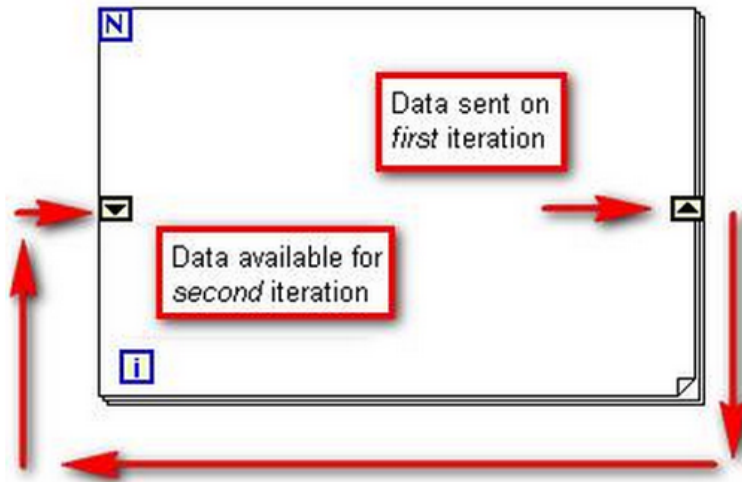 N
Data sent on
first iteration
Data available for
second iteration
i